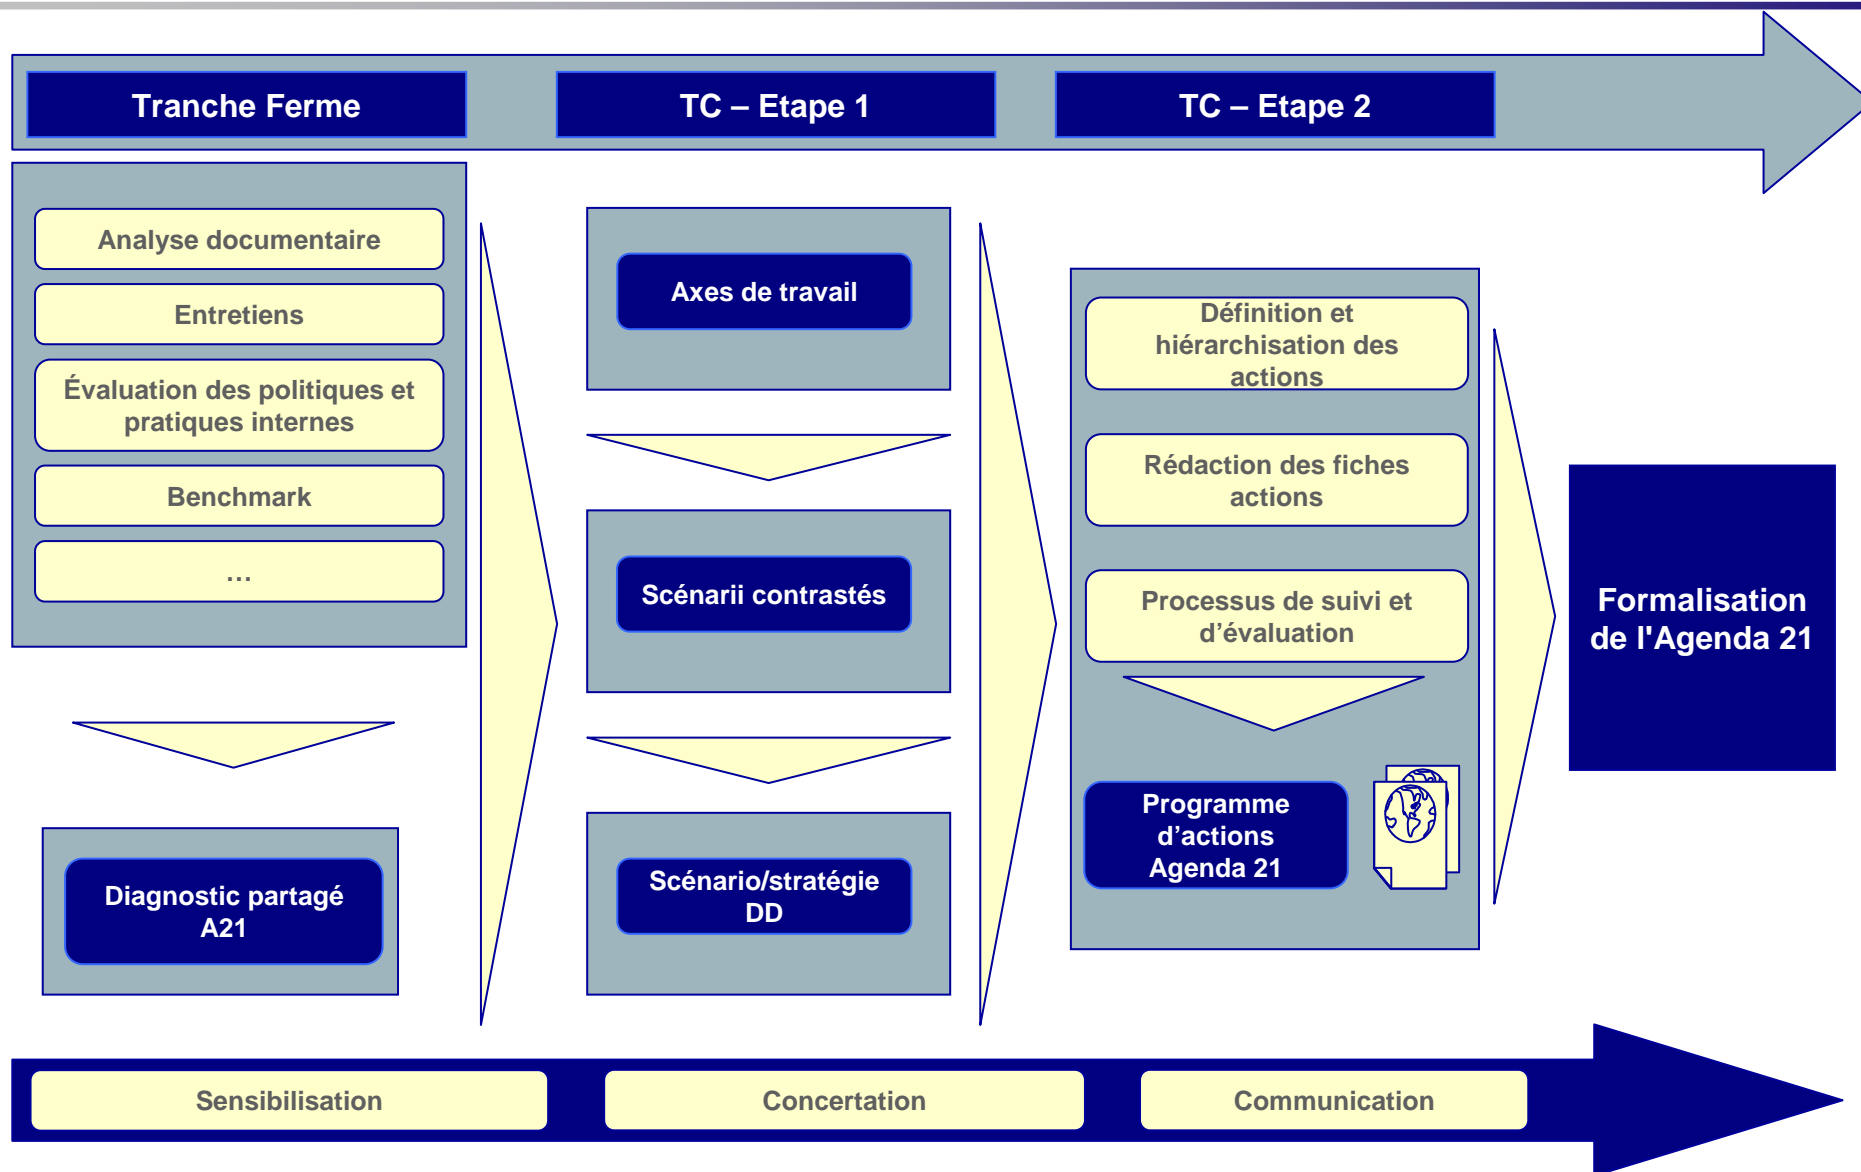 Tranche Ferme
TC – Etape 1
TC – Etape 2
Analyse documentaire
Entretiens
Évaluation des politiques et
pratiques internes
Benchmark
…
Diagnostic partagé
A21
Axes de travail
Scénarii contrastés
Scénario/stratégie
DD
Définition et
hiérarchisation des
actions
Rédaction des fiches
actions
Processus de suivi et
d’évaluation
Programme
d’actions
Agenda 21
Formalisation
de l'Agenda 21
Sensibilisation
Concertation
Communication